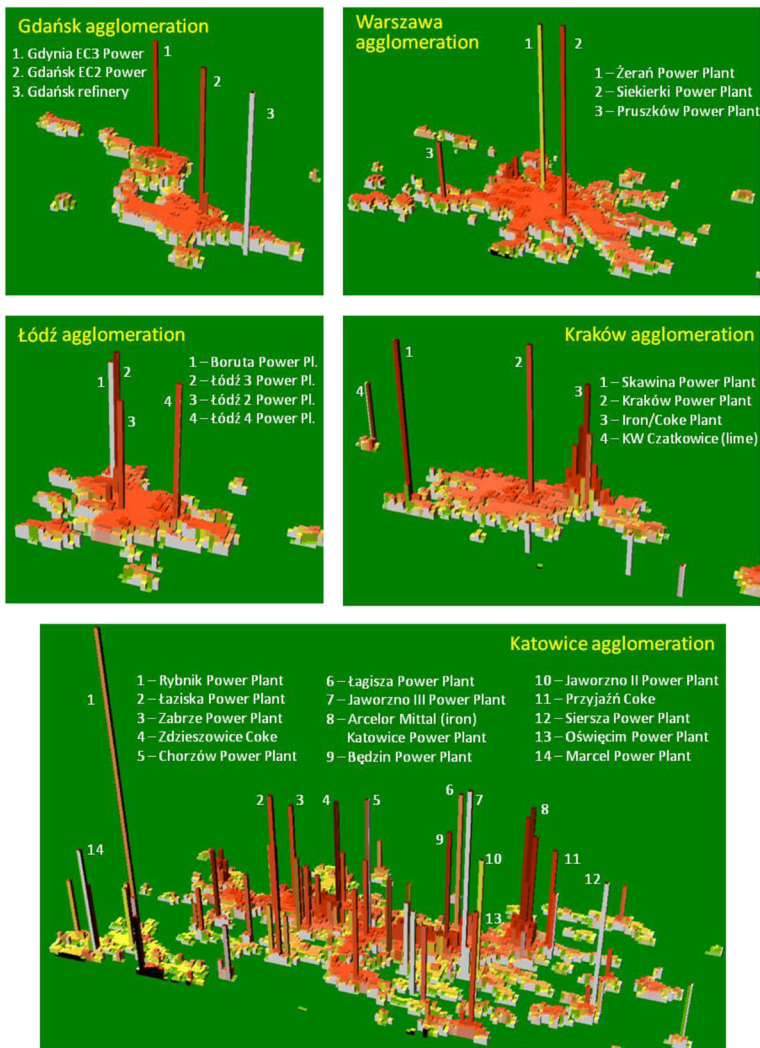 Gdańsk agglomeration
1. Gdynia EC3 Power
2. Gdańsk EC2 Power
3. Gdańsk refinery
1
2
3
Warszawa
agglomeration
1 – Żerań Power Plant
2 – Siekierki Power Plant
3 – Pruszków Power Plant
1
2
3
Łódź agglomeration
1 – Boruta Power Pl.
2 – Łódź 3 Power Pl.
3 – Łódź 2 Power Pl.
4 – Łódź 4 Power Pl.
1
2
3
4
Kraków agglomeration
1 – Skawina Power Plant
2 – Kraków Power Plant
3 – Iron/Coke Plant
4 – KW Czatkowice (lime)
1
2
3
4
Katowice agglomeration
1 – Rybnik Power Plant
2 – Łaziska Power Plant
3 – Zabrze Power Plant
4 – Zdzieszowice Coke
5 – Chorzów Power Plant
6 – Łagisza Power Plant
7 – Jaworzno III Power Plant
8 – Arcelor Mittal (iron)
Katowice Power Plant
9 – Będzin Power Plant
10 – Jaworzno II Power Plant
11 – Przyjaźń Coke
12 – Siersza Power Plant
13 – Oświęcim Power Plant
14 – Marcel Power Plant
1
2
3
4
5
6
7
8
9
10
11
12
13
14